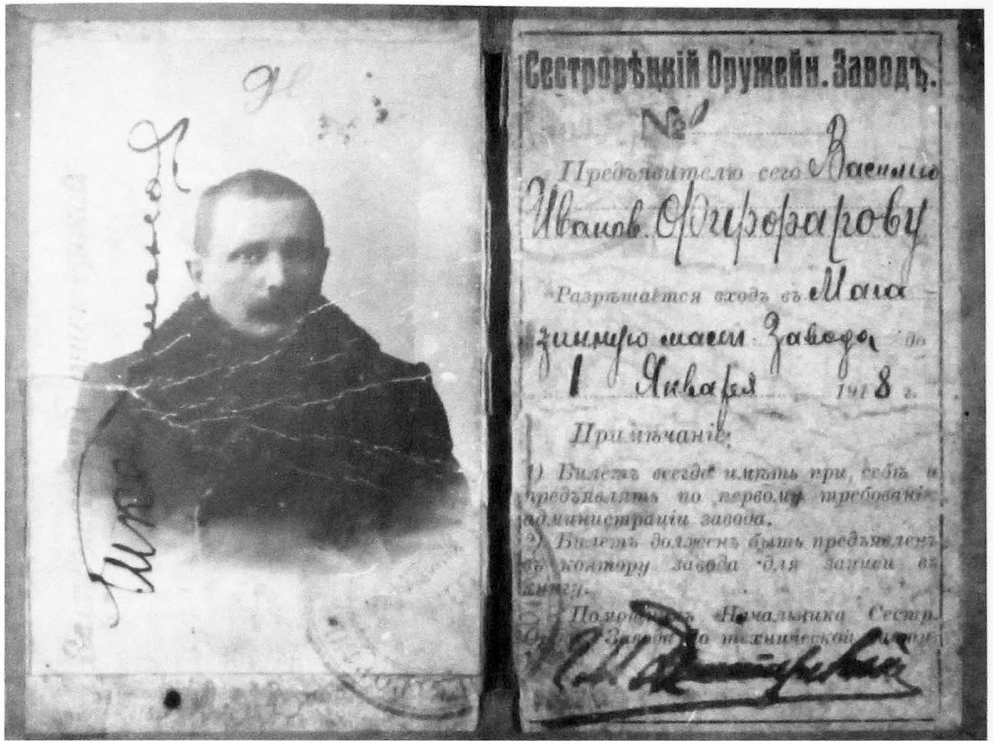 Сестрорѣцкій Оружейн. Заводъ.
№
Предъявителю сего Василію
Иванов. Фирфарову
Разрѣшается входъ въ Мага
зинную маст. Завода до
1 Января 1918 г.
Примѣчаніе:
1) Билетъ всегда имѣть при себѣ и
предъявлять по первому требованію
администраціи завода.
2) Билетъ долженъ быть предъявленъ
въ контору завода для записи въ
книгу.
Помощникъ Начальника Сестр.
Оруж. Завода по технической части